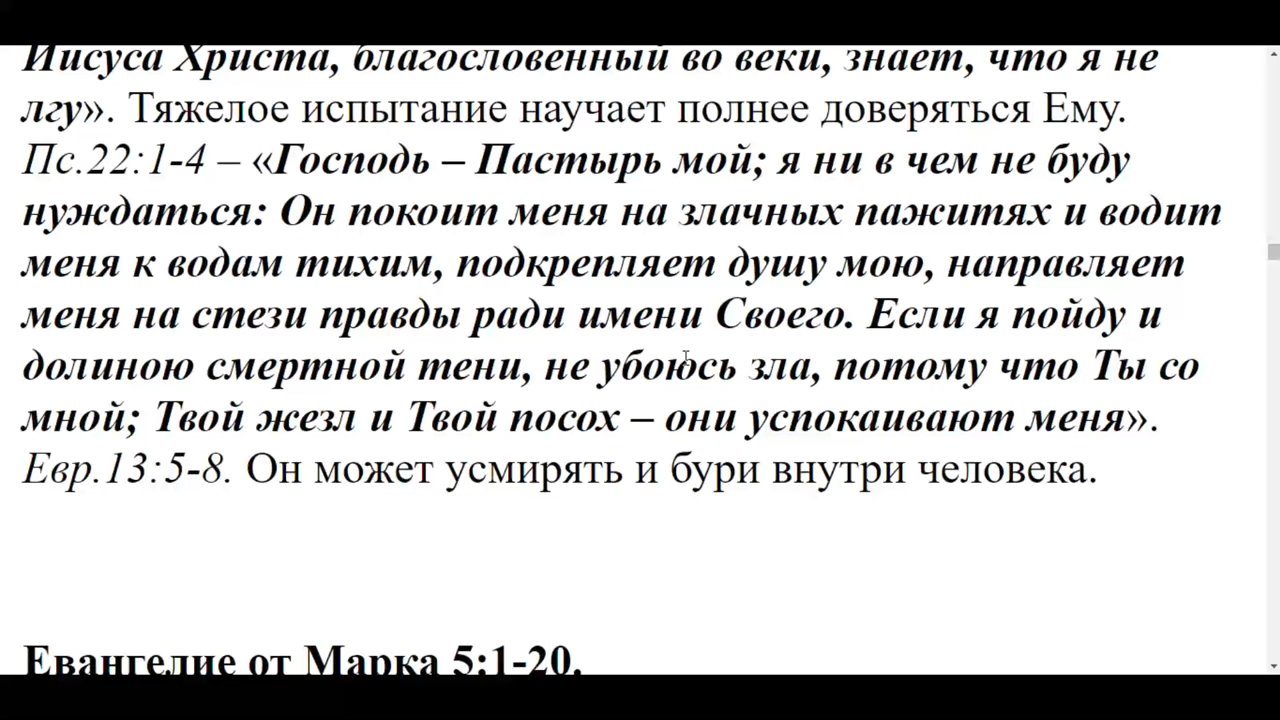 Иисуса Христа, благословенный во веки, знает, что я не
лгу». Тяжелое испытание научает полнее доверяться Ему.
Пс.22:1-4 – «Господь – Пастырь мой; я ни в чем не буду
нуждаться: Он покоит меня на злачных пажитях и водит
меня к водам тихим, подкрепляет душу мою, направляет
меня на стези правды ради имени Своего. Если я пойду и
долиною смертной тени, не убоюсь зла, потому что Ты со
мной; Твой жезл и Твой посох – они успокаивают меня».
Евр.13:5-8. Он может усмирять и бури внутри человека.
Евангелие от Марка 5:1-20.